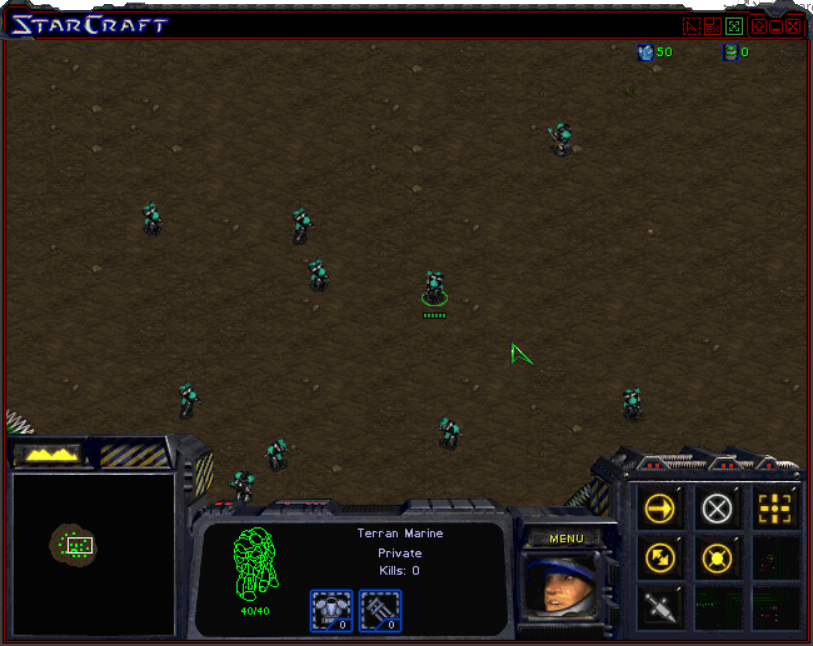 STARCRAFT
50
0
Terran Marine
Private
Kills: 0
MENU
40/40
0
0